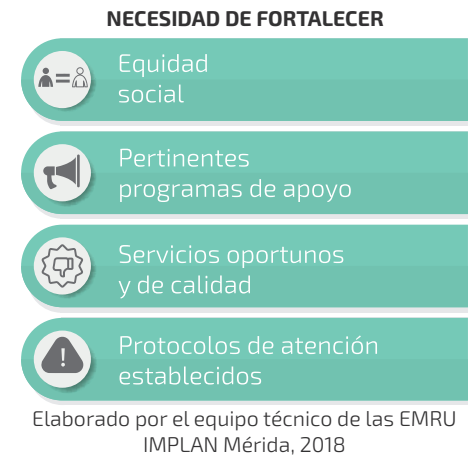 NECESIDAD DE FORTALECER
Equidad
social
Pertinentes
programas de apoyo
Servicios oportunos
y de calidad
Protocolos de atención
establecidos
Elaborado por el equipo técnico de las EMRU
IMPLAN Mérida, 2018